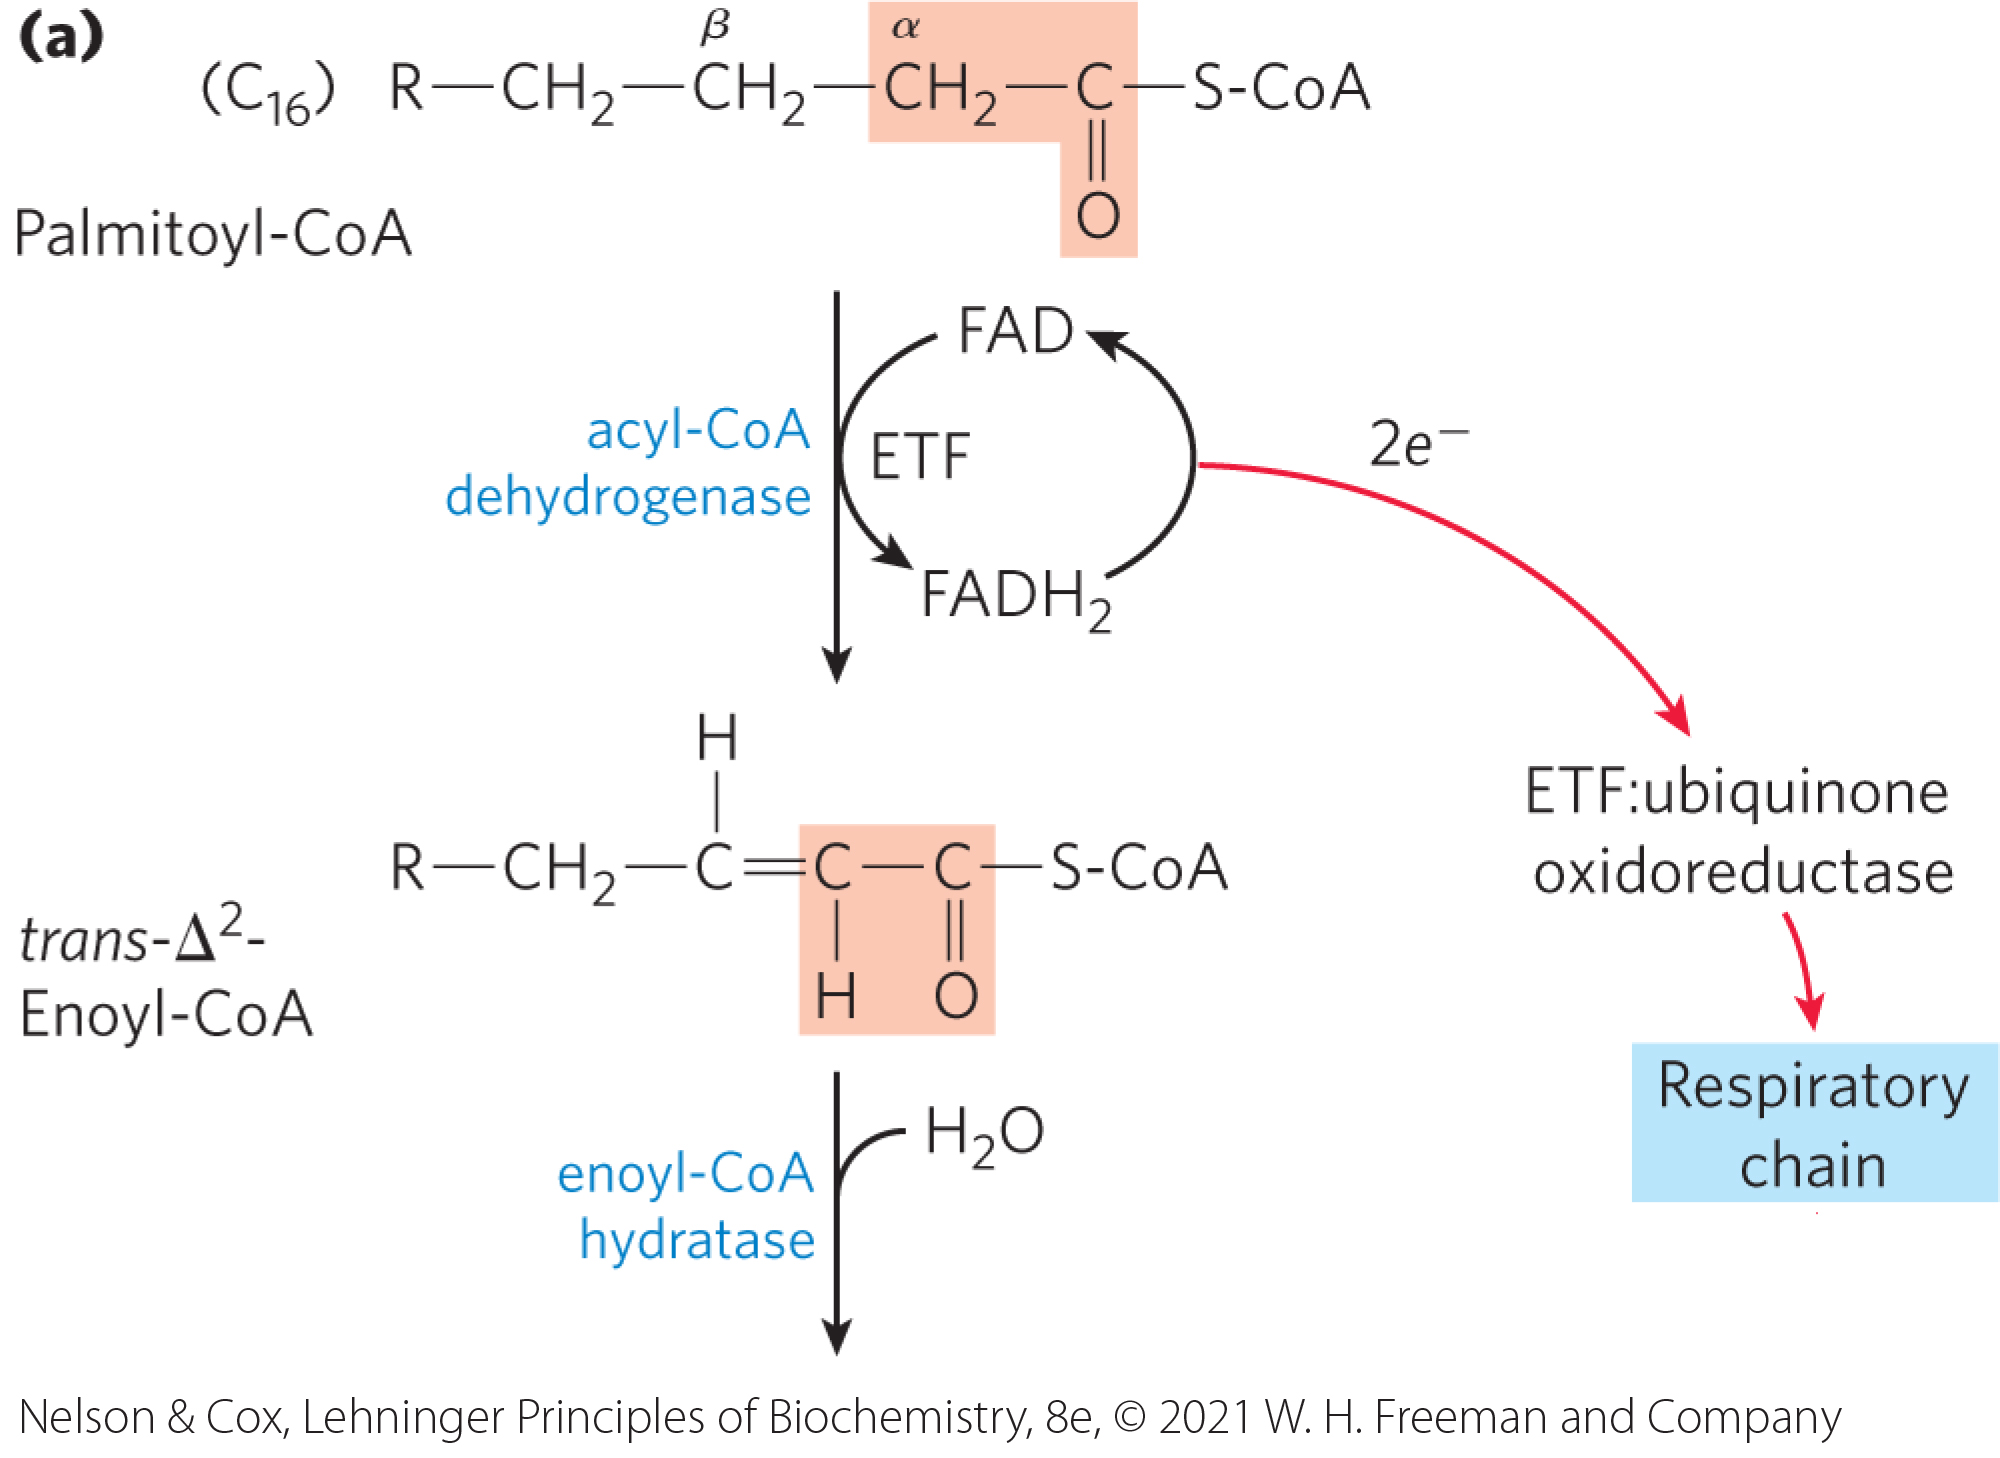 (a)
β α
(C₁₆) R—CH₂—CH₂—CH₂—C—S-CoA
O
Palmitoyl-CoA
FAD
acyl-CoA
dehydrogenase
ETF
2e⁻
FADH₂
H
R—CH₂—C=C—C—S-CoA
H O
trans-Δ²-
Enoyl-CoA
ETF:ubiquinone
oxidoreductase
Respiratory
chain
H₂O
enoyl-CoA
hydratase
Nelson & Cox, Lehninger Principles of Biochemistry, 8e, © 2021 W. H. Freeman and Company